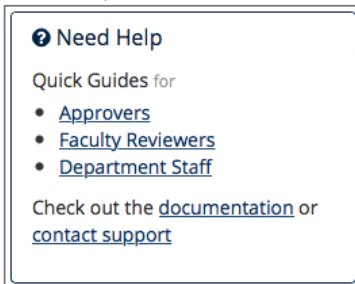 Need Help
Quick Guides for
Approvers
Faculty Reviewers
Department Staff
Check out the documentation or
contact support